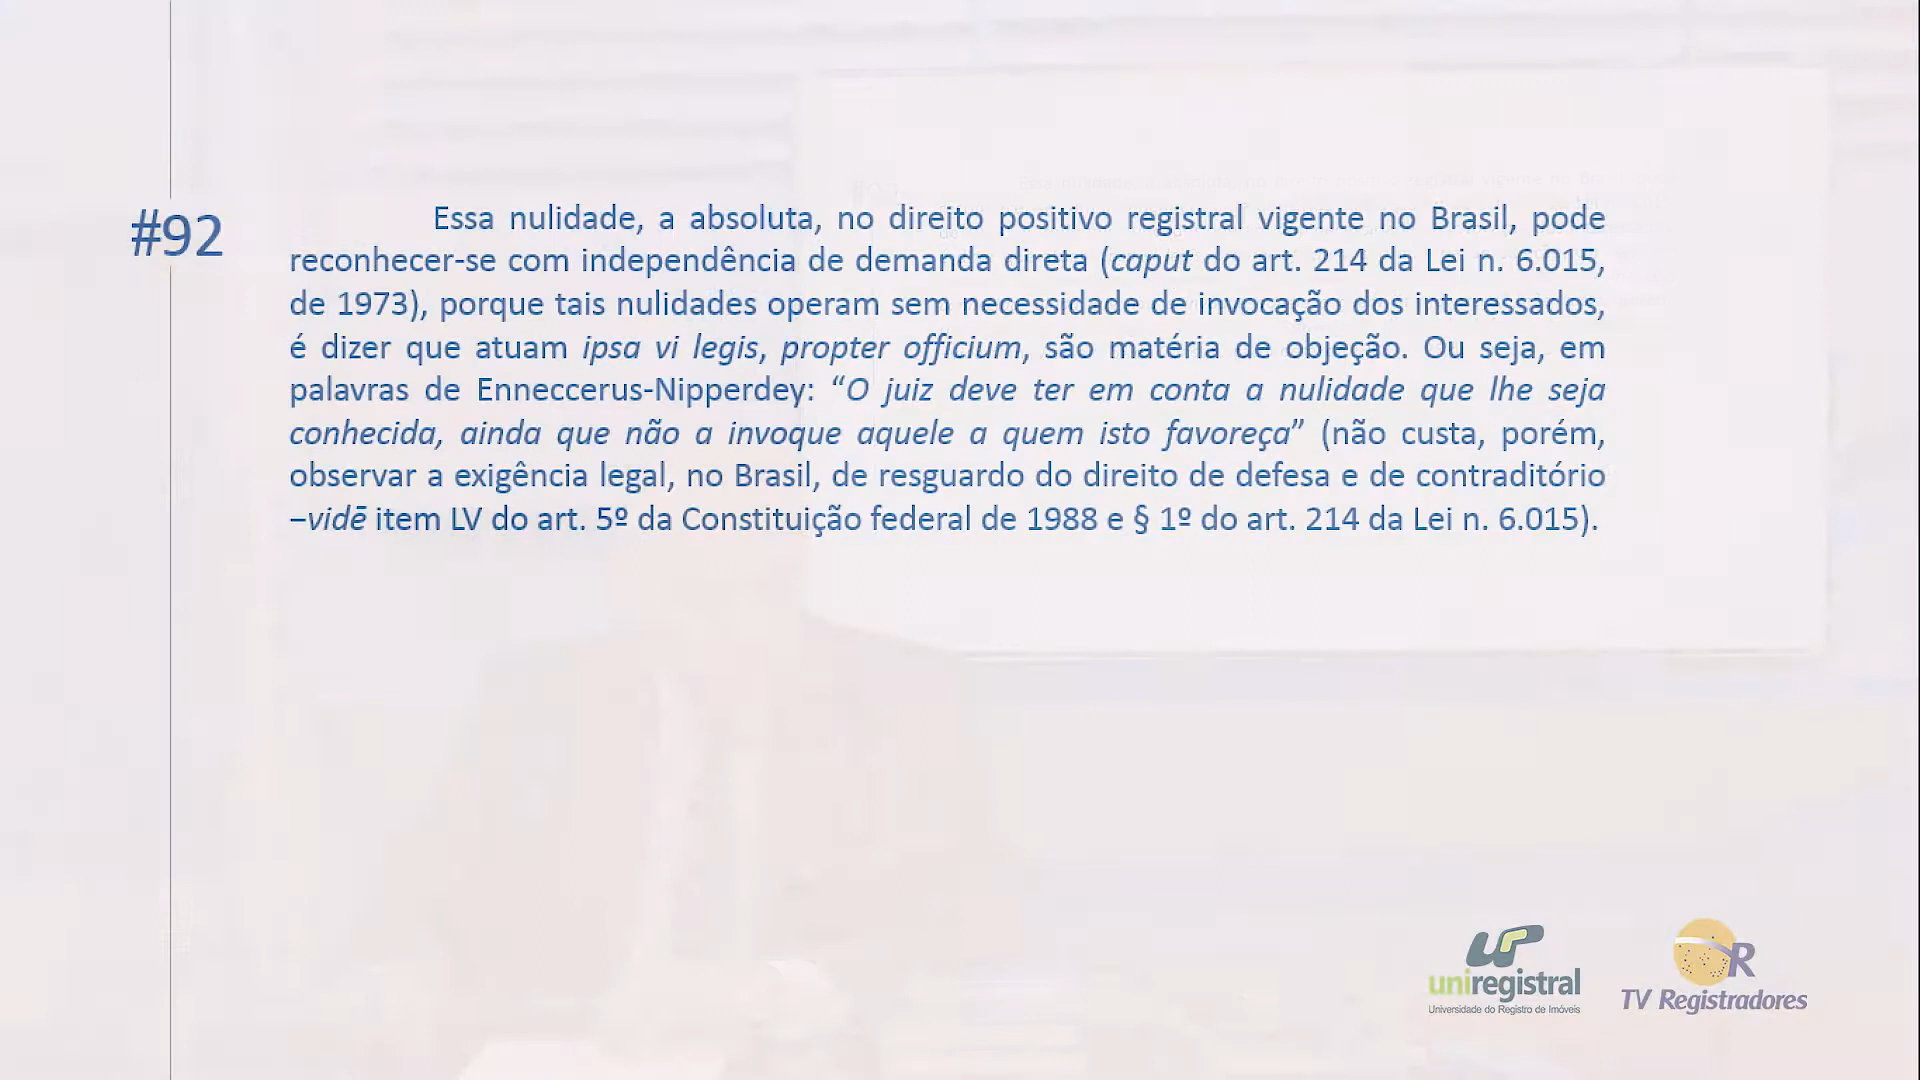 #92
Essa nulidade, a absoluta, no direito positivo registral vigente no Brasil, pode
reconhecer-se com independência de demanda direta (caput do art. 214 da Lei n. 6.015,
de 1973), porque tais nulidades operam sem necessidade de invocação dos interessados,
é dizer que atuam ipsa vi legis, propter officium, são matéria de objeção. Ou seja, em
palavras de Enneccerus-Nipperdey: “O juiz deve ter em conta a nulidade que lhe seja
conhecida, ainda que não a invoque aquele a quem isto favoreça” (não custa, porém,
observar a exigência legal, no Brasil, de resguardo do direito de defesa e de contraditório
–vidē item LV do art. 5º da Constituição federal de 1988 e § 1º do art. 214 da Lei n. 6.015).
uniregistral
Universidade do Registro de Imóveis
R
TV Registradores